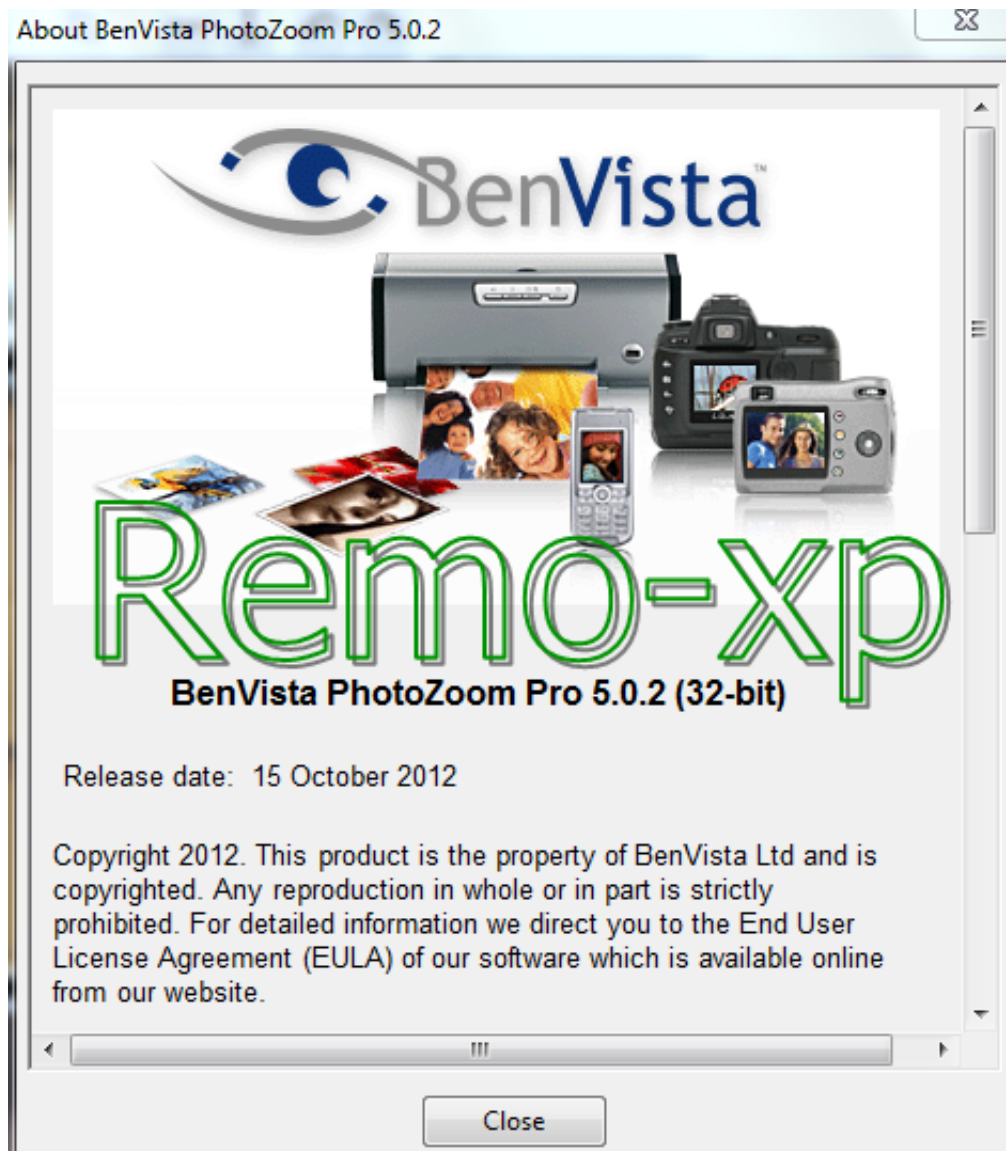 About BenVista PhotoZoom Pro 5.0.2
BenVista™
Remo-xp
BenVista PhotoZoom Pro 5.0.2 (32-bit)
Release date: 15 October 2012
Copyright 2012. This product is the property of BenVista Ltd and is
copyrighted. Any reproduction in whole or in part is strictly
prohibited. For detailed information we direct you to the End User
License Agreement (EULA) of our software which is available online
from our website.
Close